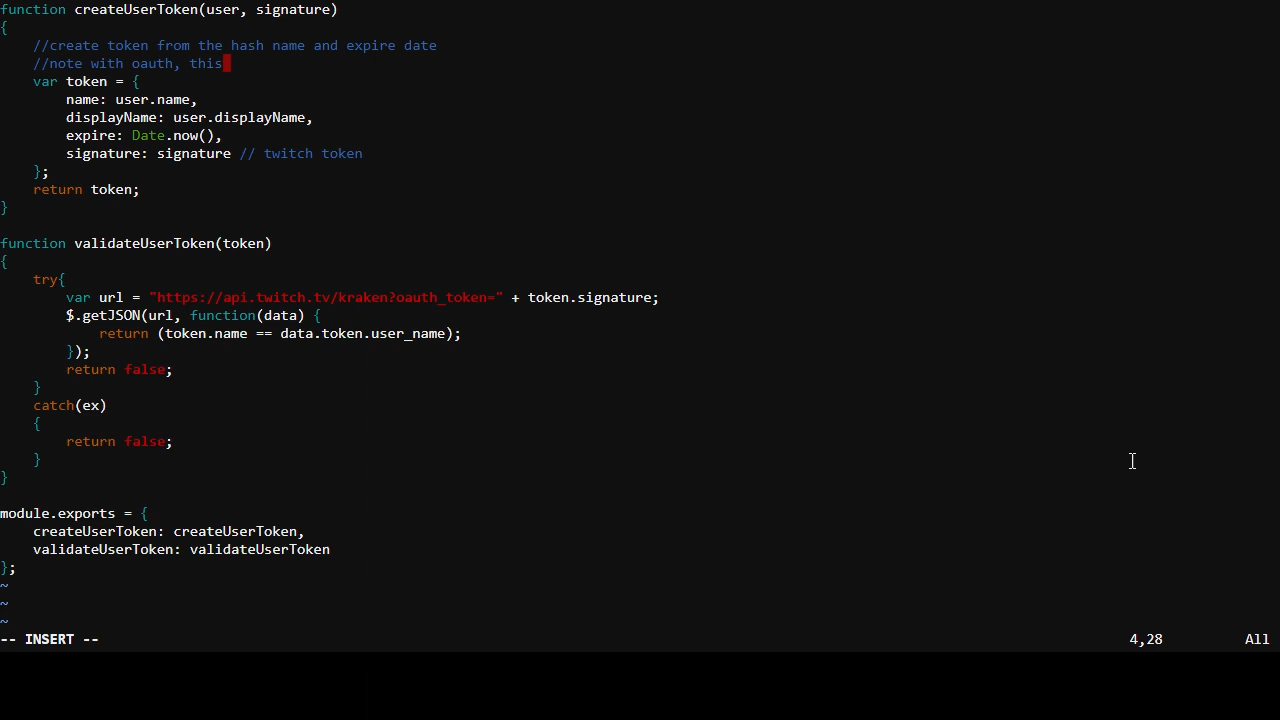 function createUserToken(user, signature)
{
    //create token from the hash name and expire date
    //note with oauth, this
    var token = {
        name: user.name,
        displayName: user.displayName,
        expire: Date.now(),
        signature: signature // twitch token
    };
    return token;
}

function validateUserToken(token)
{
    try{
        var url = "https://api.twitch.tv/kraken?oauth_token=" + token.signature;
        $.getJSON(url, function(data) {
            return (token.name == data.token.user_name);
        });
        return false;
    }
    catch(ex)
    {
        return false;
    }
}

module.exports = {
    createUserToken: createUserToken,
    validateUserToken: validateUserToken
};
~
~
~
-- INSERT -- 4,28 All